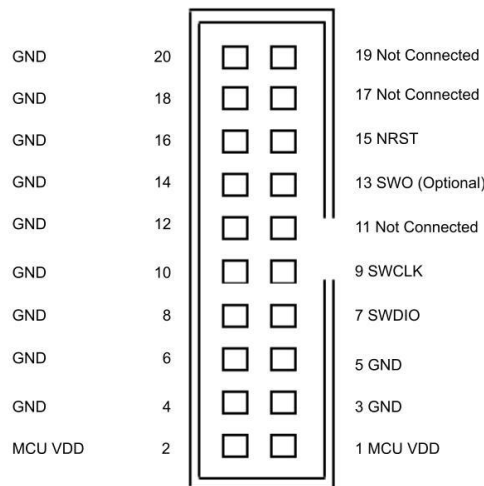 GND 20 19 Not Connected
GND 18 17 Not Connected
GND 16 15 NRST
GND 14 13 SWO (Optional)
GND 12 11 Not Connected
GND 10 9 SWCLK
GND 8 7 SWDIO
GND 6 5 GND
GND 4 3 GND
MCU VDD 2 1 MCU VDD